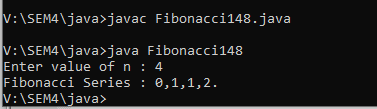 V:\SEM4\java>javac Fibonacci148.java
V:\SEM4\java>java Fibonacci148
Enter value of n : 4
Fibonacci Series : 0,1,1,2.
V:\SEM4\java>